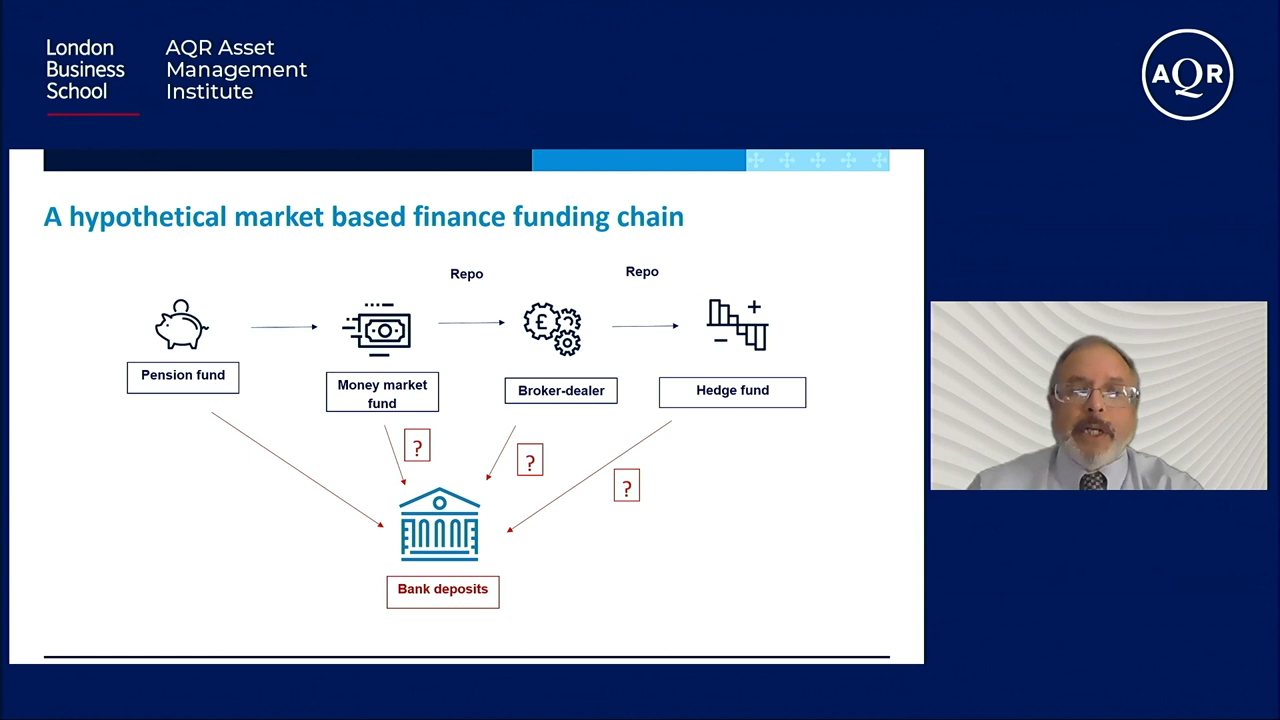 London
Business
School
AQR Asset
Management
Institute
AQR
A hypothetical market based finance funding chain
Repo
Repo
£
+
−
Pension fund
Money market
fund
Broker-dealer
Hedge fund
?
?
?
Bank deposits